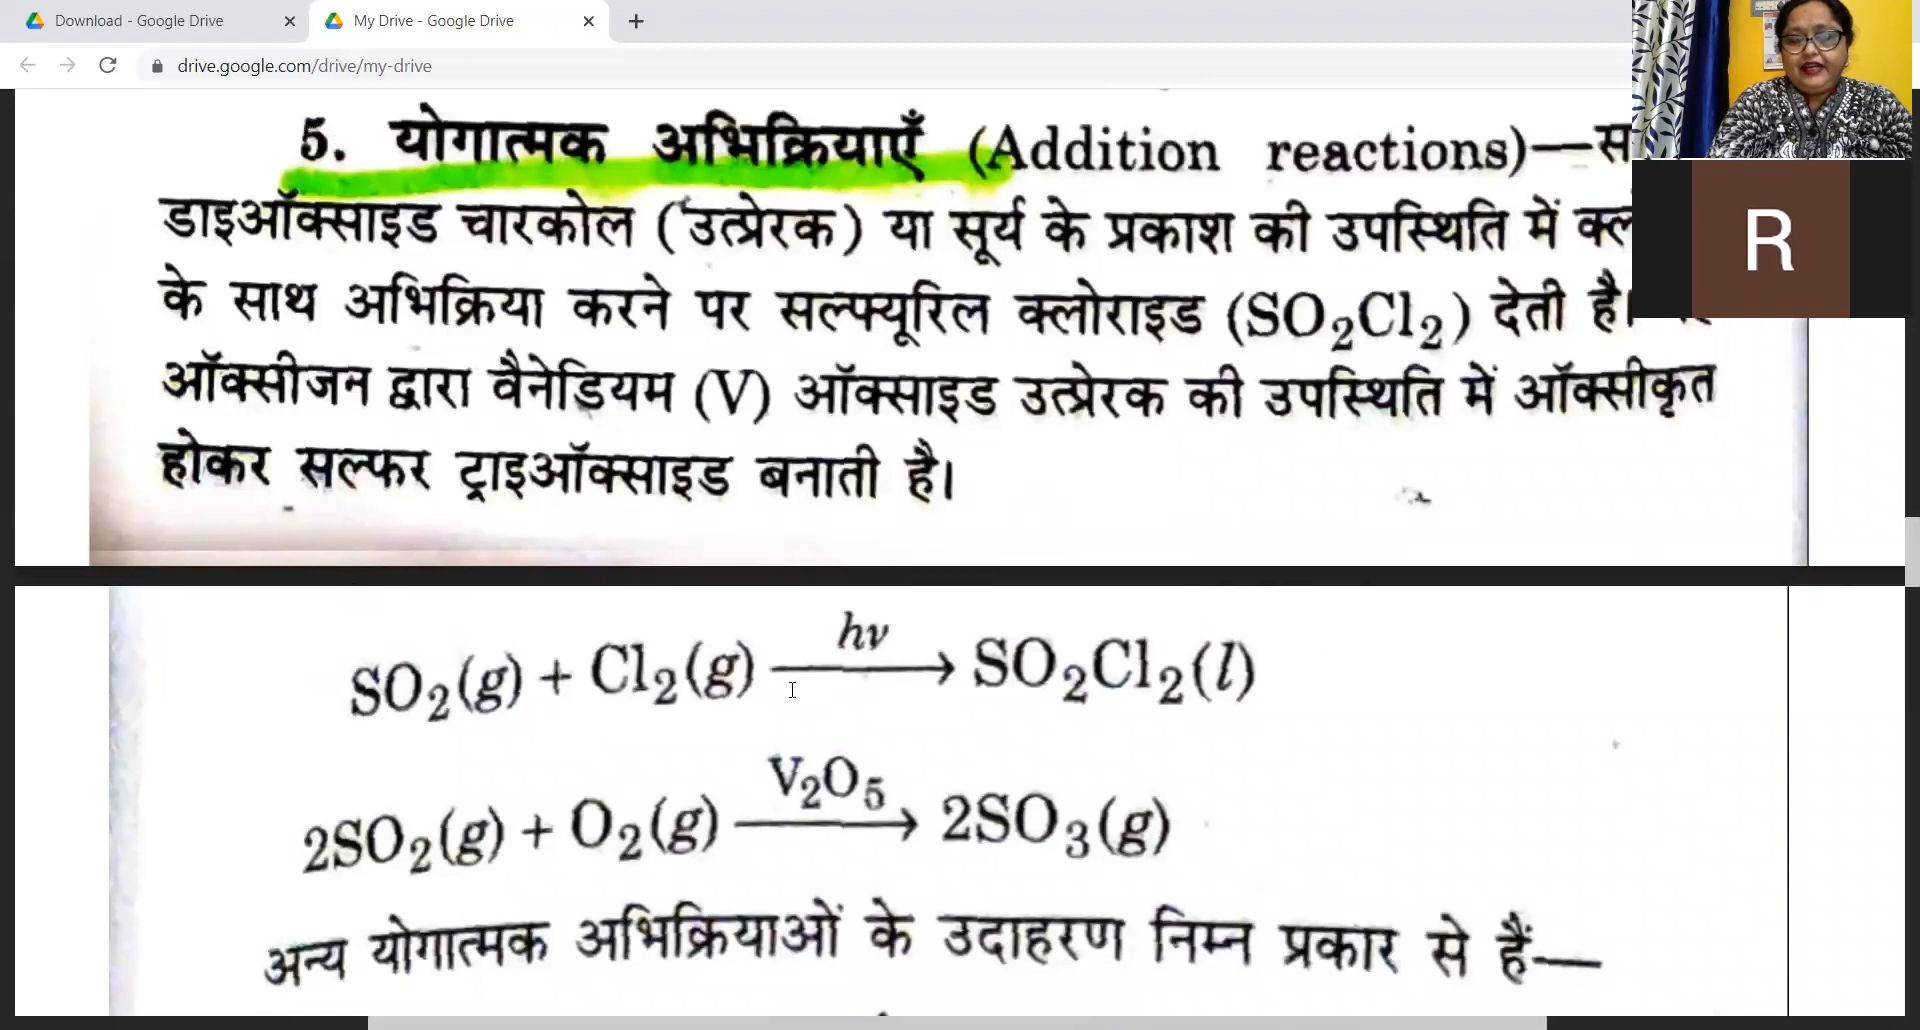 Download - Google Drive
My Drive - Google Drive
drive.google.com/drive/my-drive
5. योगात्मक अभिक्रियाएँ (Addition reactions)—स
डाइऑक्साइड चारकोल (उत्प्रेरक) या सूर्य के प्रकाश की उपस्थिति में क्ल
के साथ अभिक्रिया करने पर सल्फ्यूरिल क्लोराइड (SO₂Cl₂) देती है।
ऑक्सीजन द्वारा वैनेडियम (V) ऑक्साइड उत्प्रेरक की उपस्थिति में ऑक्सीकृत
होकर सल्फर ट्राइऑक्साइड बनाती है।
R
hν
SO₂(g) + Cl₂(g) ⟶ SO₂Cl₂(l)
V₂O₅
2SO₂(g) + O₂(g) ⟶ 2SO₃(g)
अन्य योगात्मक अभिक्रियाओं के उदाहरण निम्न प्रकार से हैं—